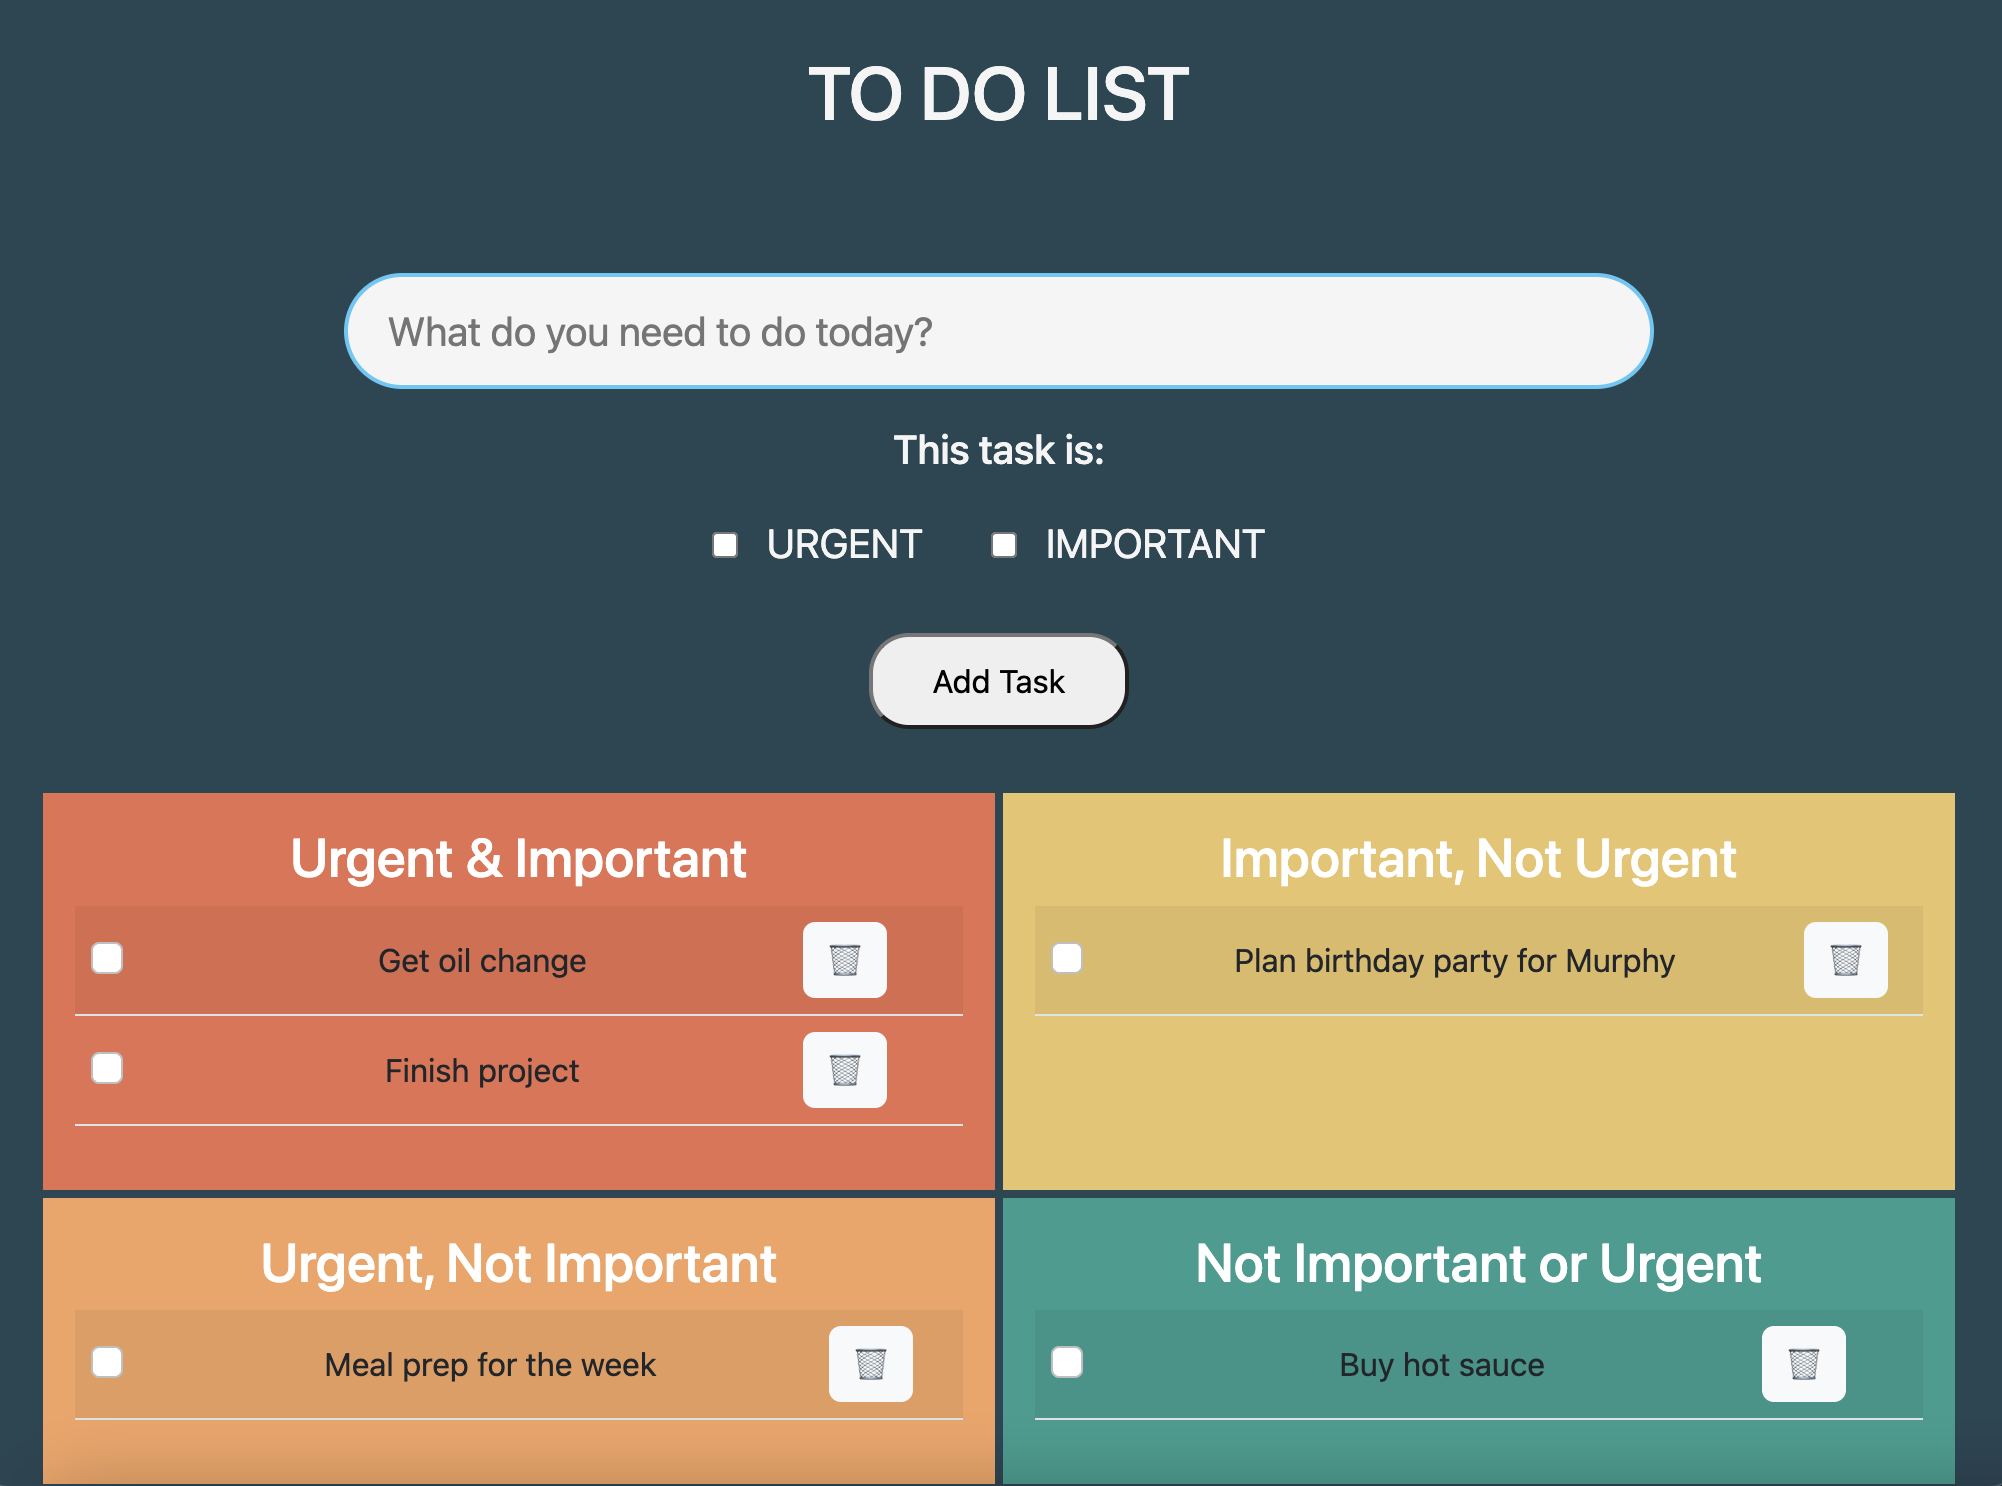 TO DO LIST
What do you need to do today?
This task is:
URGENT IMPORTANT
Add Task
Urgent & Important
Get oil change
Finish project
Important, Not Urgent
Plan birthday party for Murphy
Urgent, Not Important
Meal prep for the week
Not Important or Urgent
Buy hot sauce